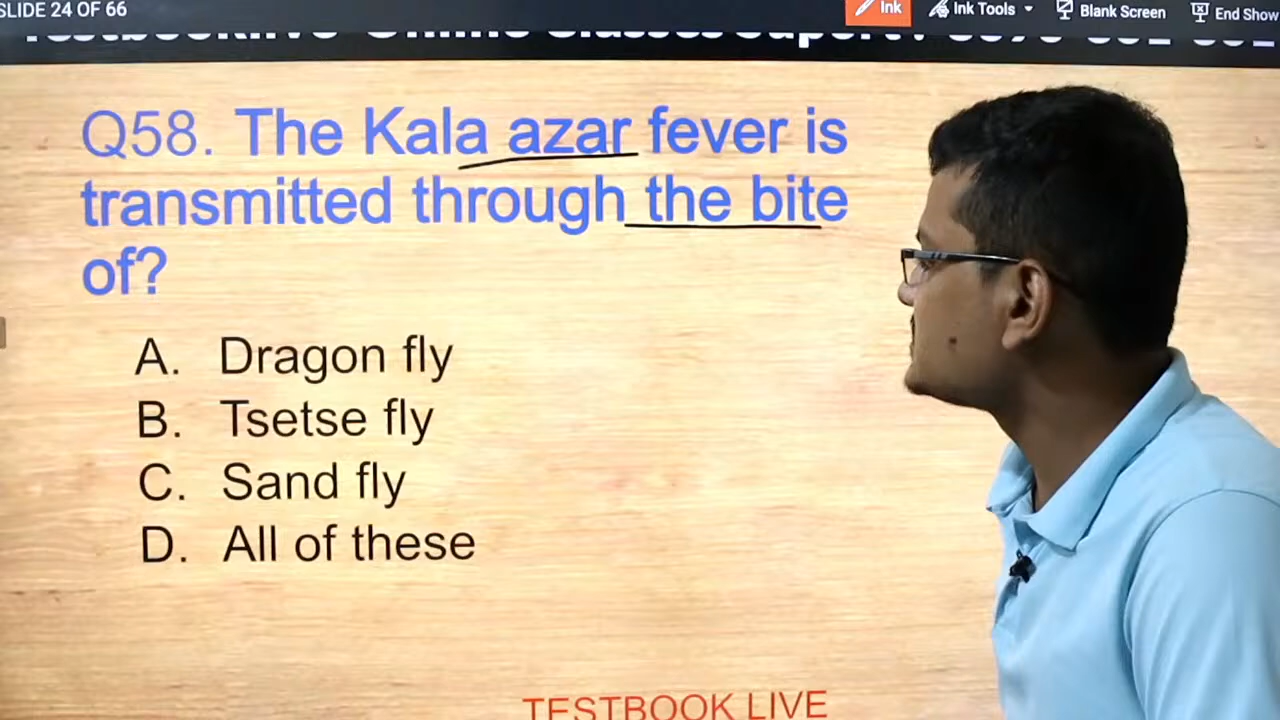 SLIDE 24 OF 66
Ink
Ink Tools
Blank Screen
End Show
Q58. The Kala azar fever is
transmitted through the bite
of?
A. Dragon fly
B. Tsetse fly
C. Sand fly
D. All of these
TESTBOOK LIVE